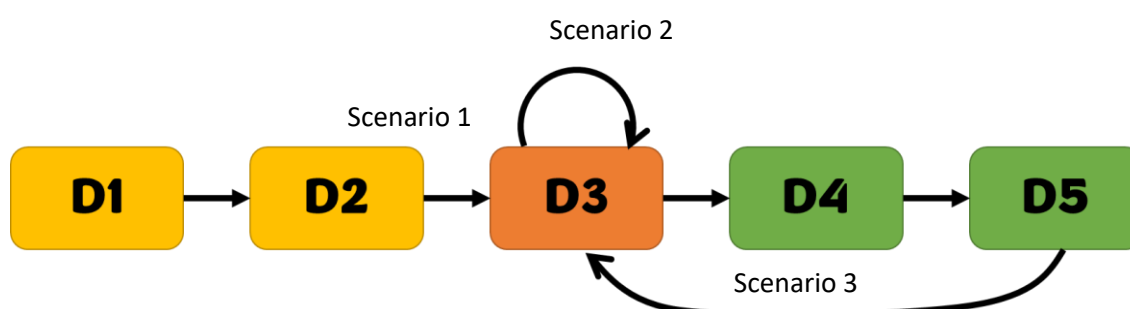 Scenario 2
Scenario 1
D1 D2 D3 D4 D5
Scenario 3